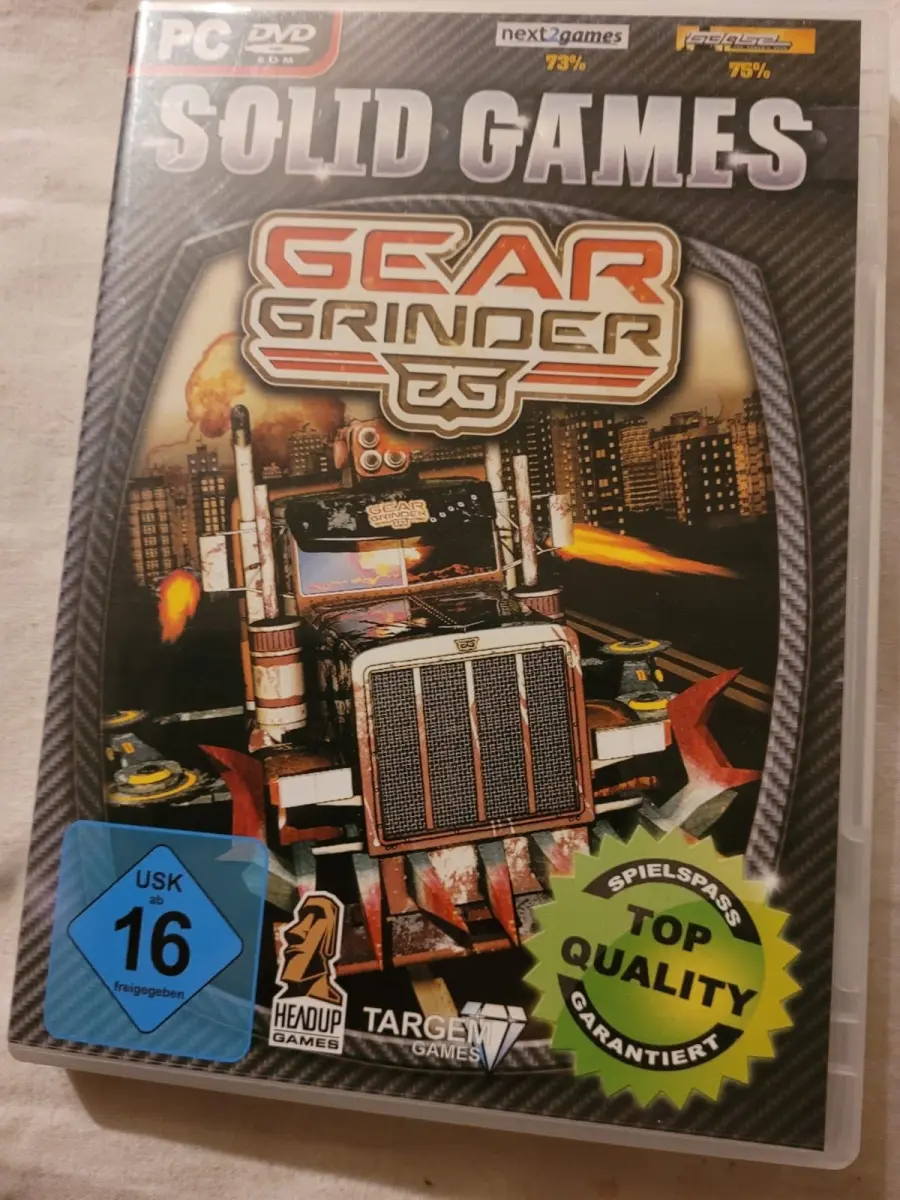 PC DVD
ROM
next2games
73%
75%
SOLID GAMES
GEAR
GRINDER
GG
GEAR
GRINDER
GG
USK
ab
16
freigegeben
HEADUP
GAMES
TARGEM
GAMES
SPIELSPASS
TOP
QUALITY
GARANTIERT